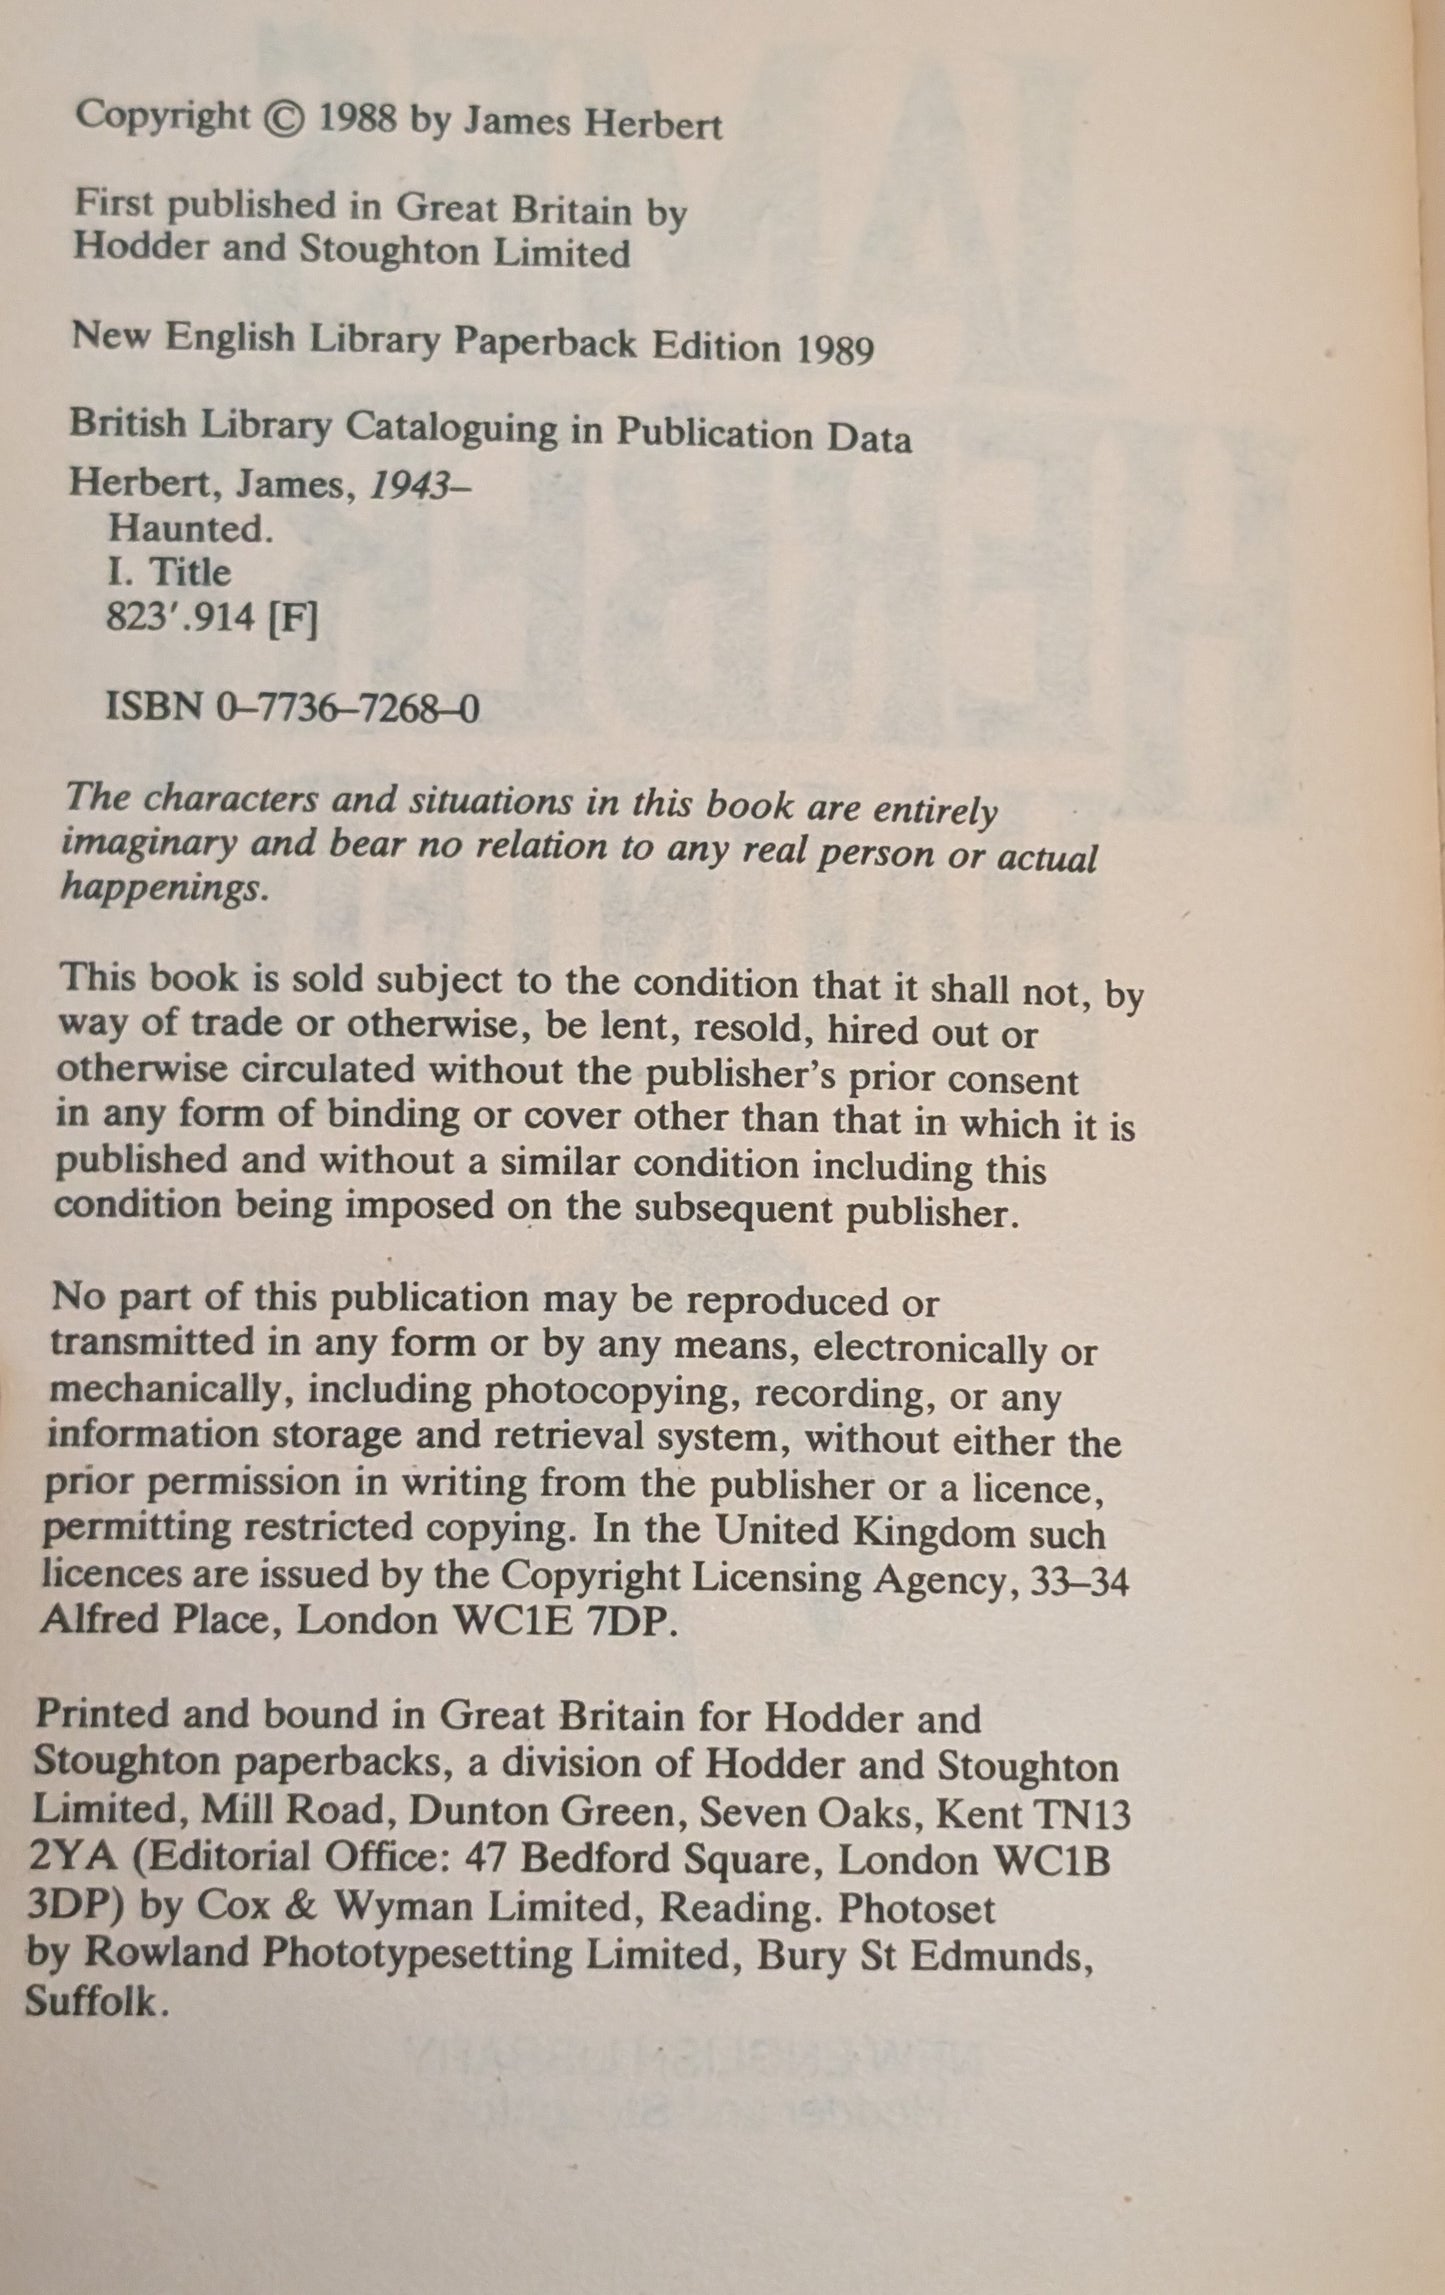 Copyright © 1988 by James Herbert
First published in Great Britain by
Hodder and Stoughton Limited
New English Library Paperback Edition 1989
British Library Cataloguing in Publication Data
Herbert, James, 1943–
Haunted.
I. Title
823′.914 [F]
ISBN 0–7736–7268–0
The characters and situations in this book are entirely
imaginary and bear no relation to any real person or actual
happenings.
This book is sold subject to the condition that it shall not, by
way of trade or otherwise, be lent, resold, hired out or
otherwise circulated without the publisher's prior consent
in any form of binding or cover other than that in which it is
published and without a similar condition including this
condition being imposed on the subsequent publisher.
No part of this publication may be reproduced or
transmitted in any form or by any means, electronically or
mechanically, including photocopying, recording, or any
information storage and retrieval system, without either the
prior permission in writing from the publisher or a licence,
permitting restricted copying. In the United Kingdom such
licences are issued by the Copyright Licensing Agency, 33–34
Alfred Place, London WC1E 7DP.
Printed and bound in Great Britain for Hodder and
Stoughton paperbacks, a division of Hodder and Stoughton
Limited, Mill Road, Dunton Green, Seven Oaks, Kent TN13
2YA (Editorial Office: 47 Bedford Square, London WC1B
3DP) by Cox & Wyman Limited, Reading. Photoset
by Rowland Phototypesetting Limited, Bury St Edmunds,
Suffolk.